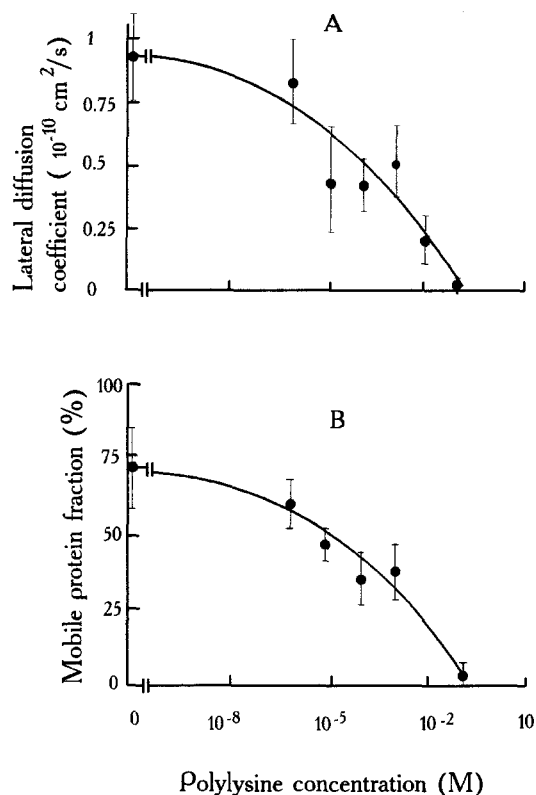 A
Lateral diffusion
coefficient ( 10⁻¹⁰ cm²/s)
1
0.75
0.5
0.25
0
B
Mobile protein fraction (%)
100
75
50
25
0
0 10⁻⁸ 10⁻⁵ 10⁻² 10
Polylysine concentration (M)